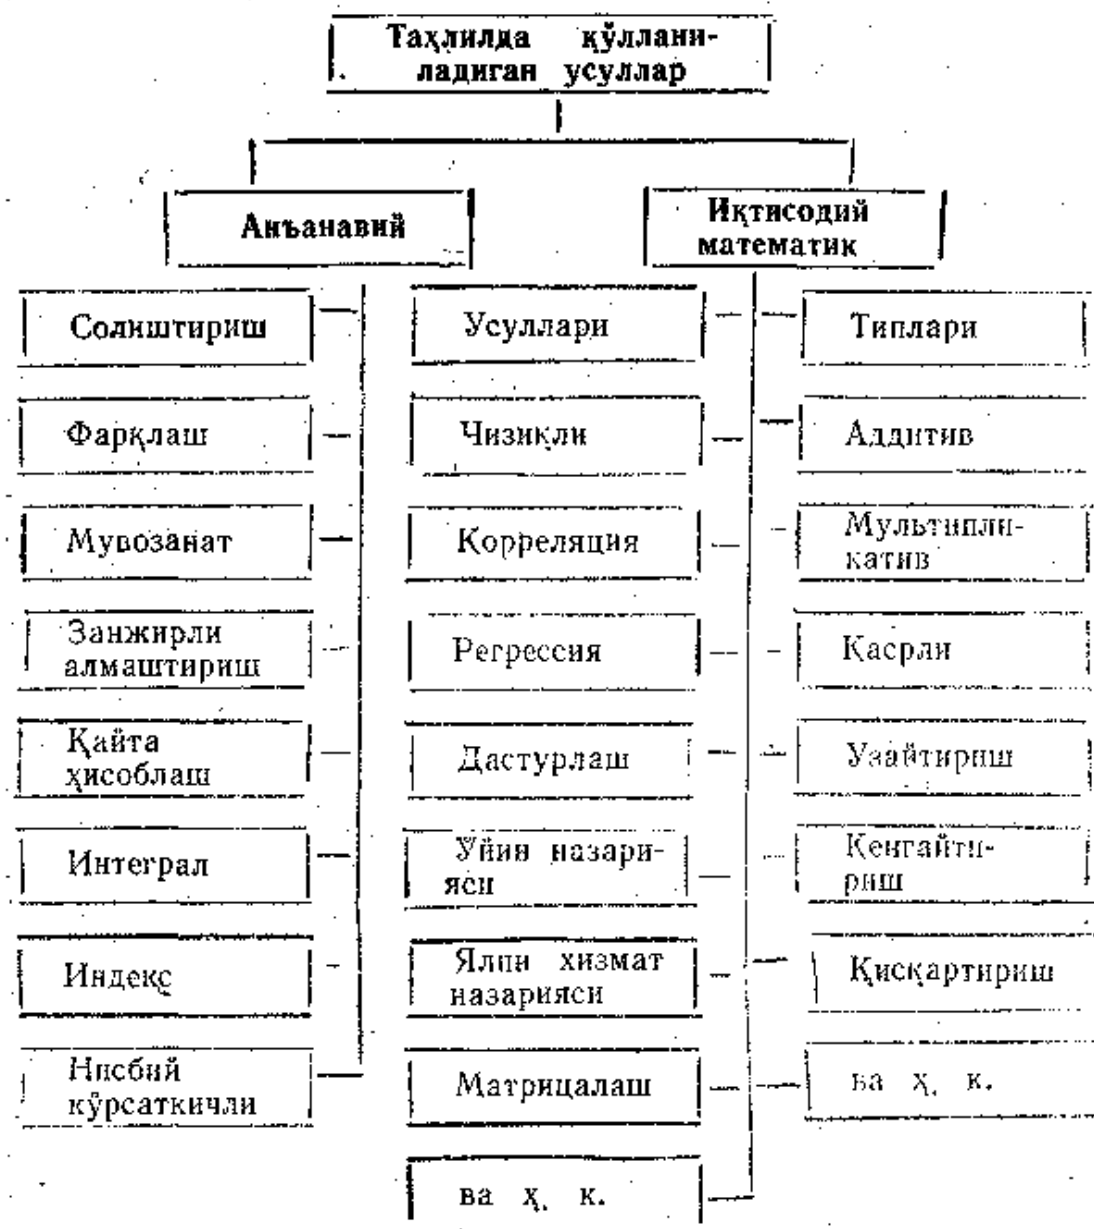 Таҳлилда қўллани-
ладиган усуллар
Анъанавий
Иқтисодий
математик
Солиштириш
Фарқлаш
Мувозанат
Занжирли
алмаштириш
Қайта
ҳисоблаш
Интеграл
Индекс
Нисбий
кўрсаткичли
Усуллари
Чизиқли
Корреляция
Регрессия
Дастурлаш
Уйин назари-
яси
Ялпи хизмат
назарияси
Матрицалаш
ва ҳ. к.
Типлари
Аддитив
Мультипли-
катив
Қасрли
Узайтириш
Кенгайти-
риш
Қисқартириш
ва ҳ. к.